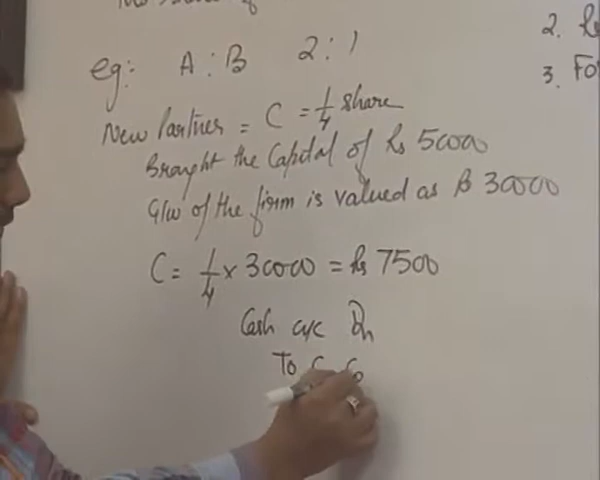 eg: A : B 2 : 1
New Partner = C = 1/4 share
Brought the Capital of Rs 50000
G/w of the firm is valued as Rs 30000
C = 1/4 × 30000 = Rs 7500
Cash a/c Dr
To C
2.
3. Fo